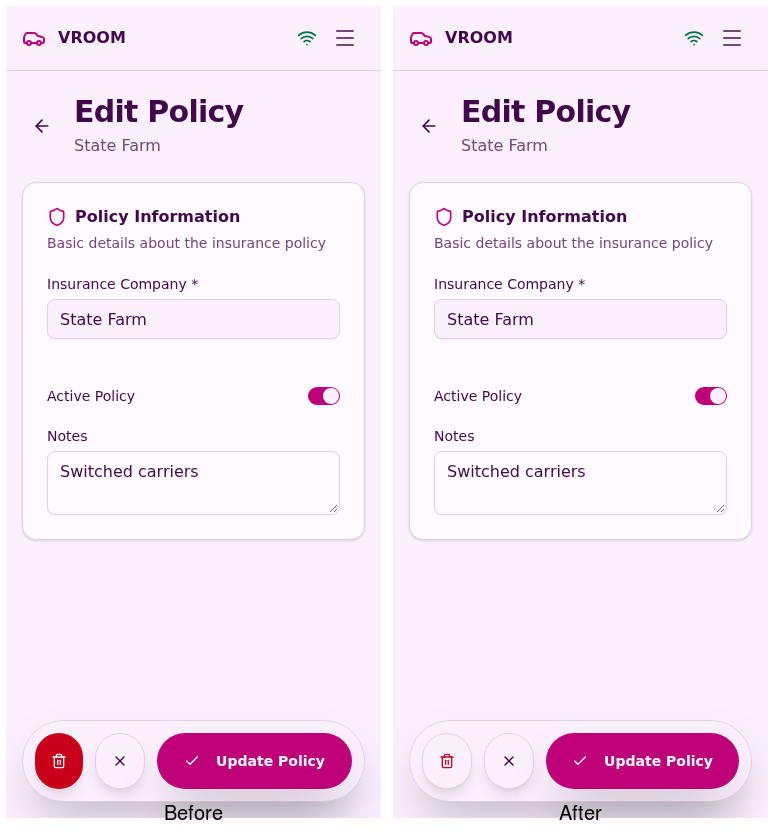 VROOM
Edit Policy
State Farm
Policy Information
Basic details about the insurance policy
Insurance Company *
State Farm
Active Policy
Notes
Switched carriers
Update Policy
Before
VROOM
Edit Policy
State Farm
Policy Information
Basic details about the insurance policy
Insurance Company *
State Farm
Active Policy
Notes
Switched carriers
Update Policy
After